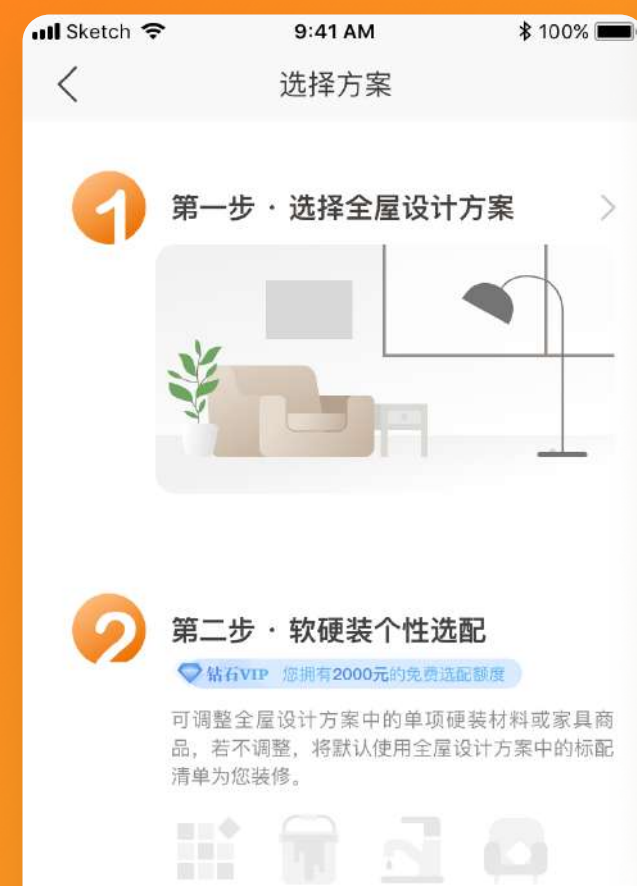 Sketch 9:41 AM 100%
选择方案
1 第一步 · 选择全屋设计方案
2 第二步 · 软硬装个性选配
钻石VIP 您拥有2000元的免费选配额度
可调整全屋设计方案中的单项硬装材料或家具商
品，若不调整，将默认使用全屋设计方案中的标配
清单为您装修。